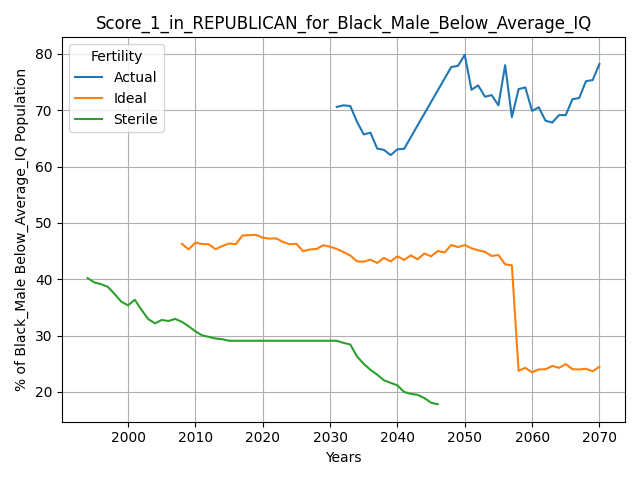 Score_1_in_REPUBLICAN_for_Black_Male_Below_Average_IQ
% of Black_Male Below_Average_IQ Population
80
70
60
50
40
30
20
Fertility
Actual
Ideal
Sterile
2000
2010
2020
2030
2040
2050
2060
2070
Years